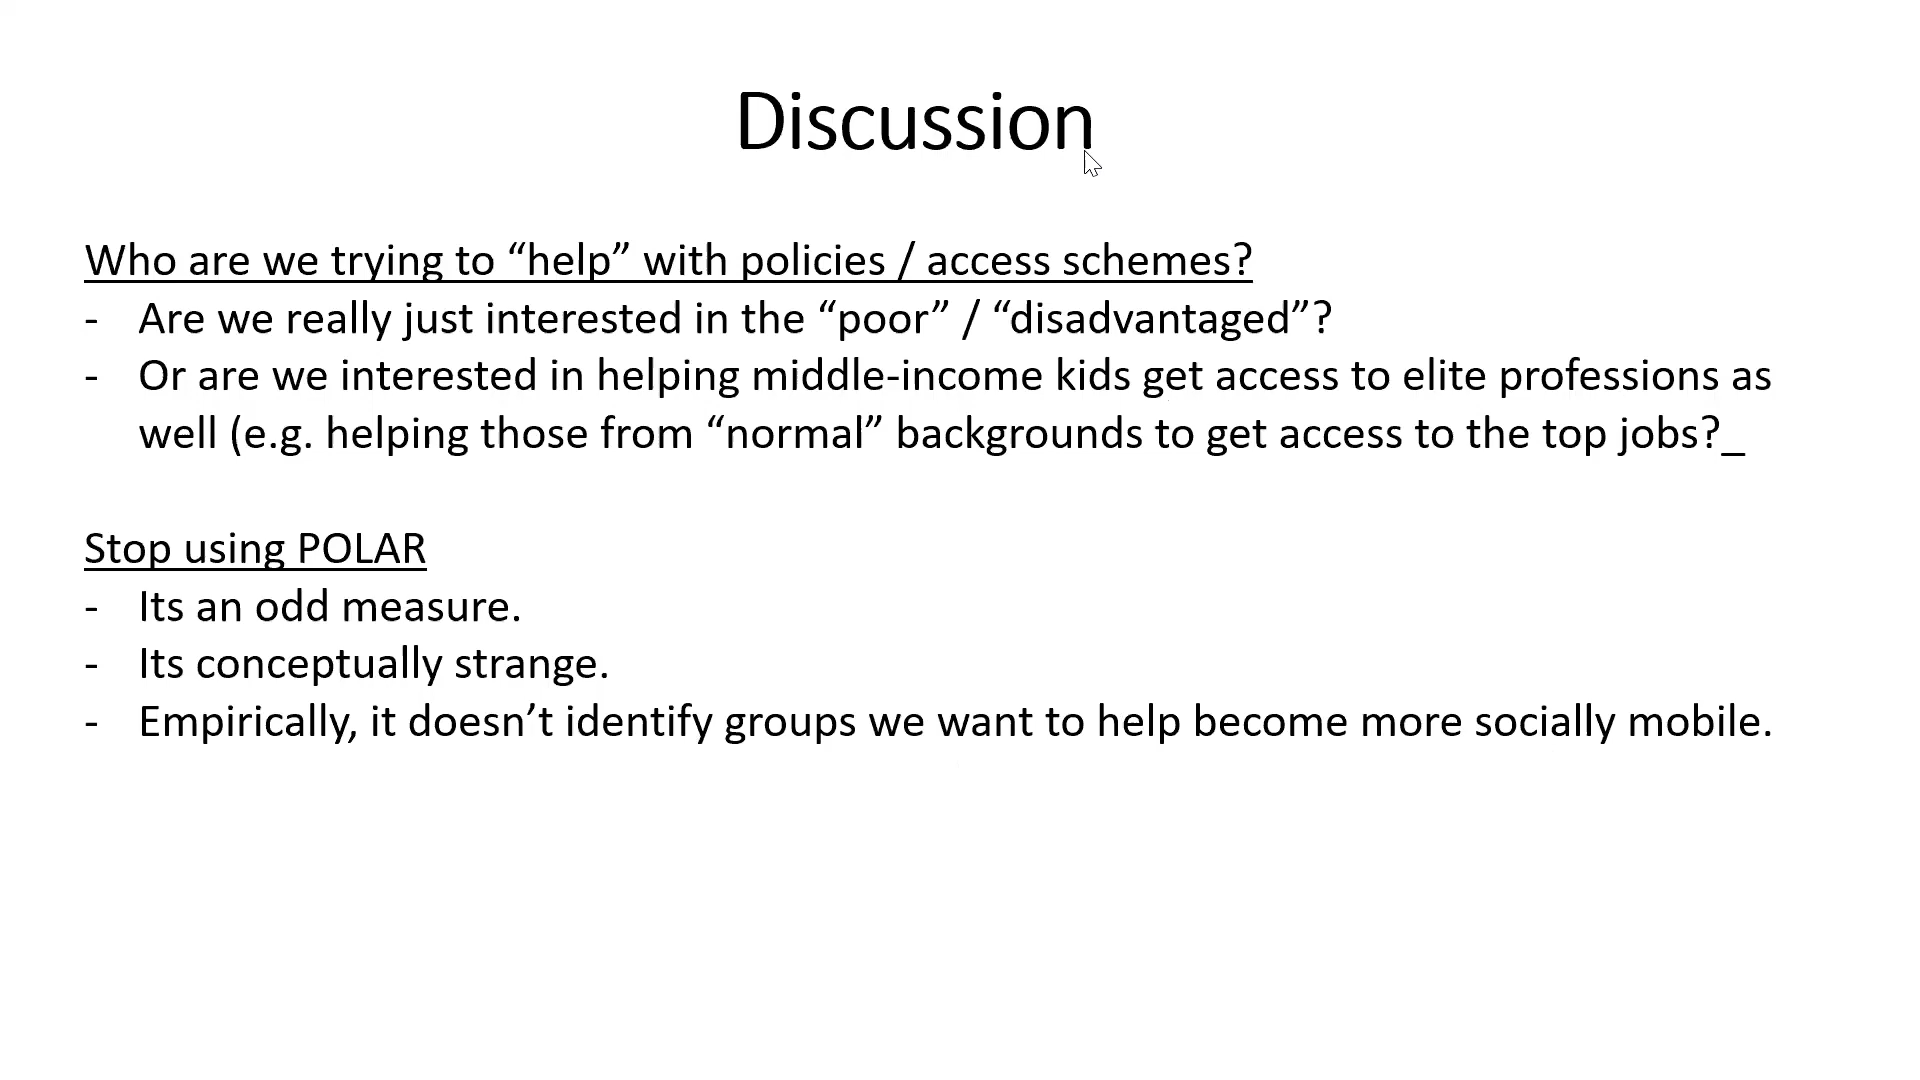 Discussion
Who are we trying to “help” with policies / access schemes?
- Are we really just interested in the “poor” / “disadvantaged”?
- Or are we interested in helping middle-income kids get access to elite professions as
well (e.g. helping those from “normal” backgrounds to get access to the top jobs?_
Stop using POLAR
- Its an odd measure.
- Its conceptually strange.
- Empirically, it doesn’t identify groups we want to help become more socially mobile.